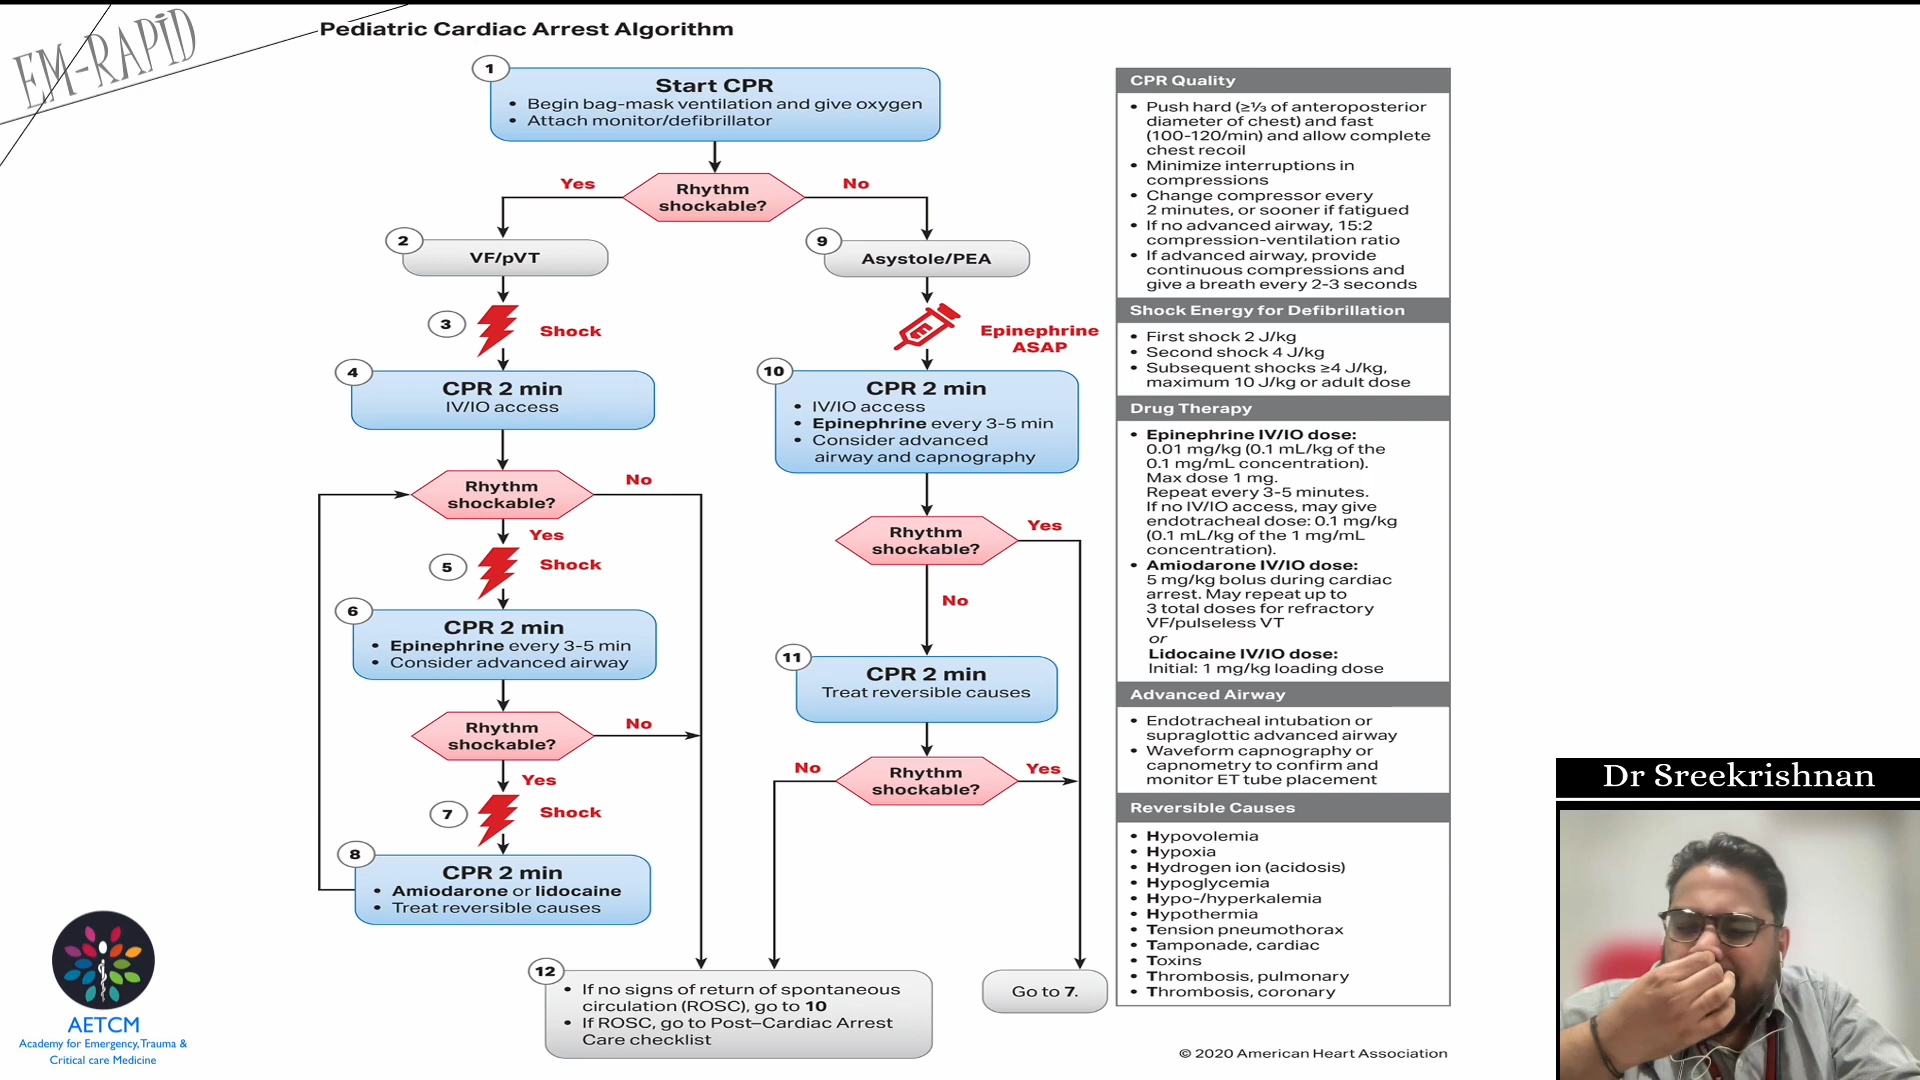 EM-RAPID
Pediatric Cardiac Arrest Algorithm
1
Start CPR
• Begin bag-mask ventilation and give oxygen
• Attach monitor/defibrillator
Rhythm
shockable?
Yes
No
2
VF/pVT
3
Shock
4
CPR 2 min
IV/IO access
Rhythm
shockable?
No
Yes
5
Shock
6
CPR 2 min
• Epinephrine every 3-5 min
• Consider advanced airway
Rhythm
shockable?
No
Yes
7
Shock
8
CPR 2 min
• Amiodarone or lidocaine
• Treat reversible causes
9
Asystole/PEA
Epinephrine
ASAP
10
CPR 2 min
• IV/IO access
• Epinephrine every 3-5 min
• Consider advanced
airway and capnography
Rhythm
shockable?
Yes
No
11
CPR 2 min
Treat reversible causes
Rhythm
shockable?
No
Yes
12
• If no signs of return of spontaneous
circulation (ROSC), go to 10
• If ROSC, go to Post–Cardiac Arrest
Care checklist
Go to 7.
CPR Quality
• Push hard (≥⅓ of anteroposterior
diameter of chest) and fast
(100-120/min) and allow complete
chest recoil
• Minimize interruptions in
compressions
• Change compressor every
2 minutes, or sooner if fatigued
• If no advanced airway, 15:2
compression-ventilation ratio
• If advanced airway, provide
continuous compressions and
give a breath every 2-3 seconds
Shock Energy for Defibrillation
• First shock 2 J/kg
• Second shock 4 J/kg
• Subsequent shocks ≥4 J/kg,
maximum 10 J/kg or adult dose
Drug Therapy
• Epinephrine IV/IO dose:
0.01 mg/kg (0.1 mL/kg of the
0.1 mg/mL concentration).
Max dose 1 mg.
Repeat every 3-5 minutes.
If no IV/IO access, may give
endotracheal dose: 0.1 mg/kg
(0.1 mL/kg of the 1 mg/mL
concentration).
• Amiodarone IV/IO dose:
5 mg/kg bolus during cardiac
arrest. May repeat up to
3 total doses for refractory
VF/pulseless VT
or
Lidocaine IV/IO dose:
Initial: 1 mg/kg loading dose
Advanced Airway
• Endotracheal intubation or
supraglottic advanced airway
• Waveform capnography or
capnometry to confirm and
monitor ET tube placement
Reversible Causes
• Hypovolemia
• Hypoxia
• Hydrogen ion (acidosis)
• Hypoglycemia
• Hypo-/hyperkalemia
• Hypothermia
• Tension pneumothorax
• Tamponade, cardiac
• Toxins
• Thrombosis, pulmonary
• Thrombosis, coronary
© 2020 American Heart Association
AETCM
Academy for Emergency, Trauma &
Critical care Medicine
Dr Sreekrishnan